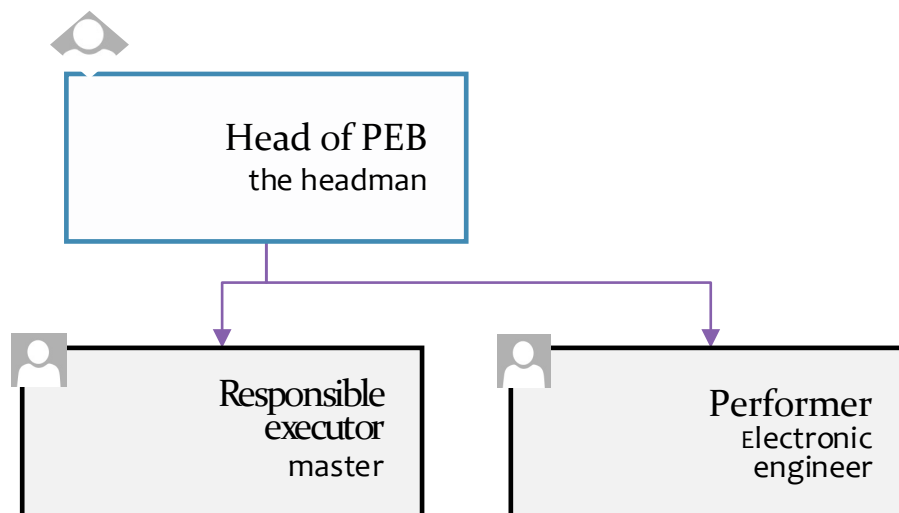 Head of PEB
the headman
Responsible
executor
master
Performer
Electronic
engineer